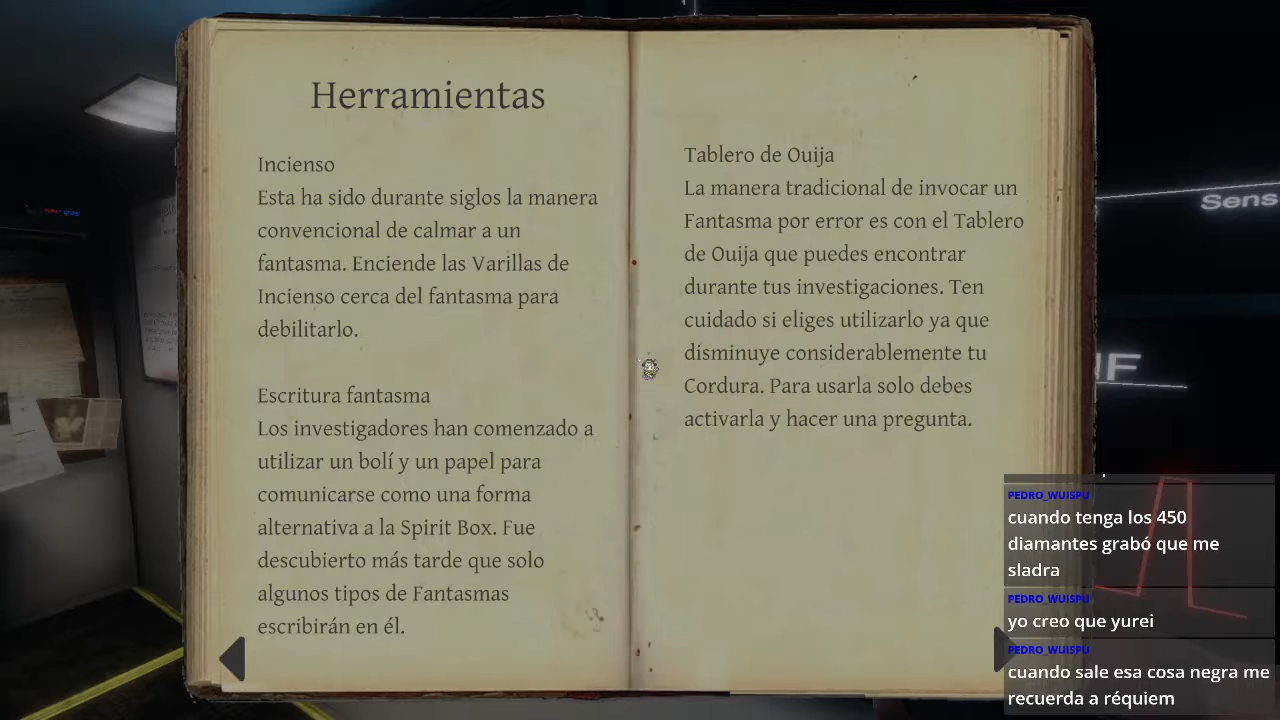 Herramientas
Incienso
Esta ha sido durante siglos la manera
convencional de calmar a un
fantasma. Enciende las Varillas de
Incienso cerca del fantasma para
debilitarlo.
Escritura fantasma
Los investigadores han comenzado a
utilizar un bolí y un papel para
comunicarse como una forma
alternativa a la Spirit Box. Fue
descubierto más tarde que solo
algunos tipos de Fantasmas
escribirán en él.
Tablero de Ouija
La manera tradicional de invocar un
Fantasma por error es con el Tablero
de Ouija que puedes encontrar
durante tus investigaciones. Ten
cuidado si eliges utilizarlo ya que
disminuye considerablemente tu
Cordura. Para usarla solo debes
activarla y hacer una pregunta.
Sens
PEDRO_WUISPU
cuando tenga los 450
diamantes grabó que me
sladra
PEDRO_WUISPU
yo creo que yurei
PEDRO_WUISPU
cuando sale esa cosa negra me
recuerda a réquiem